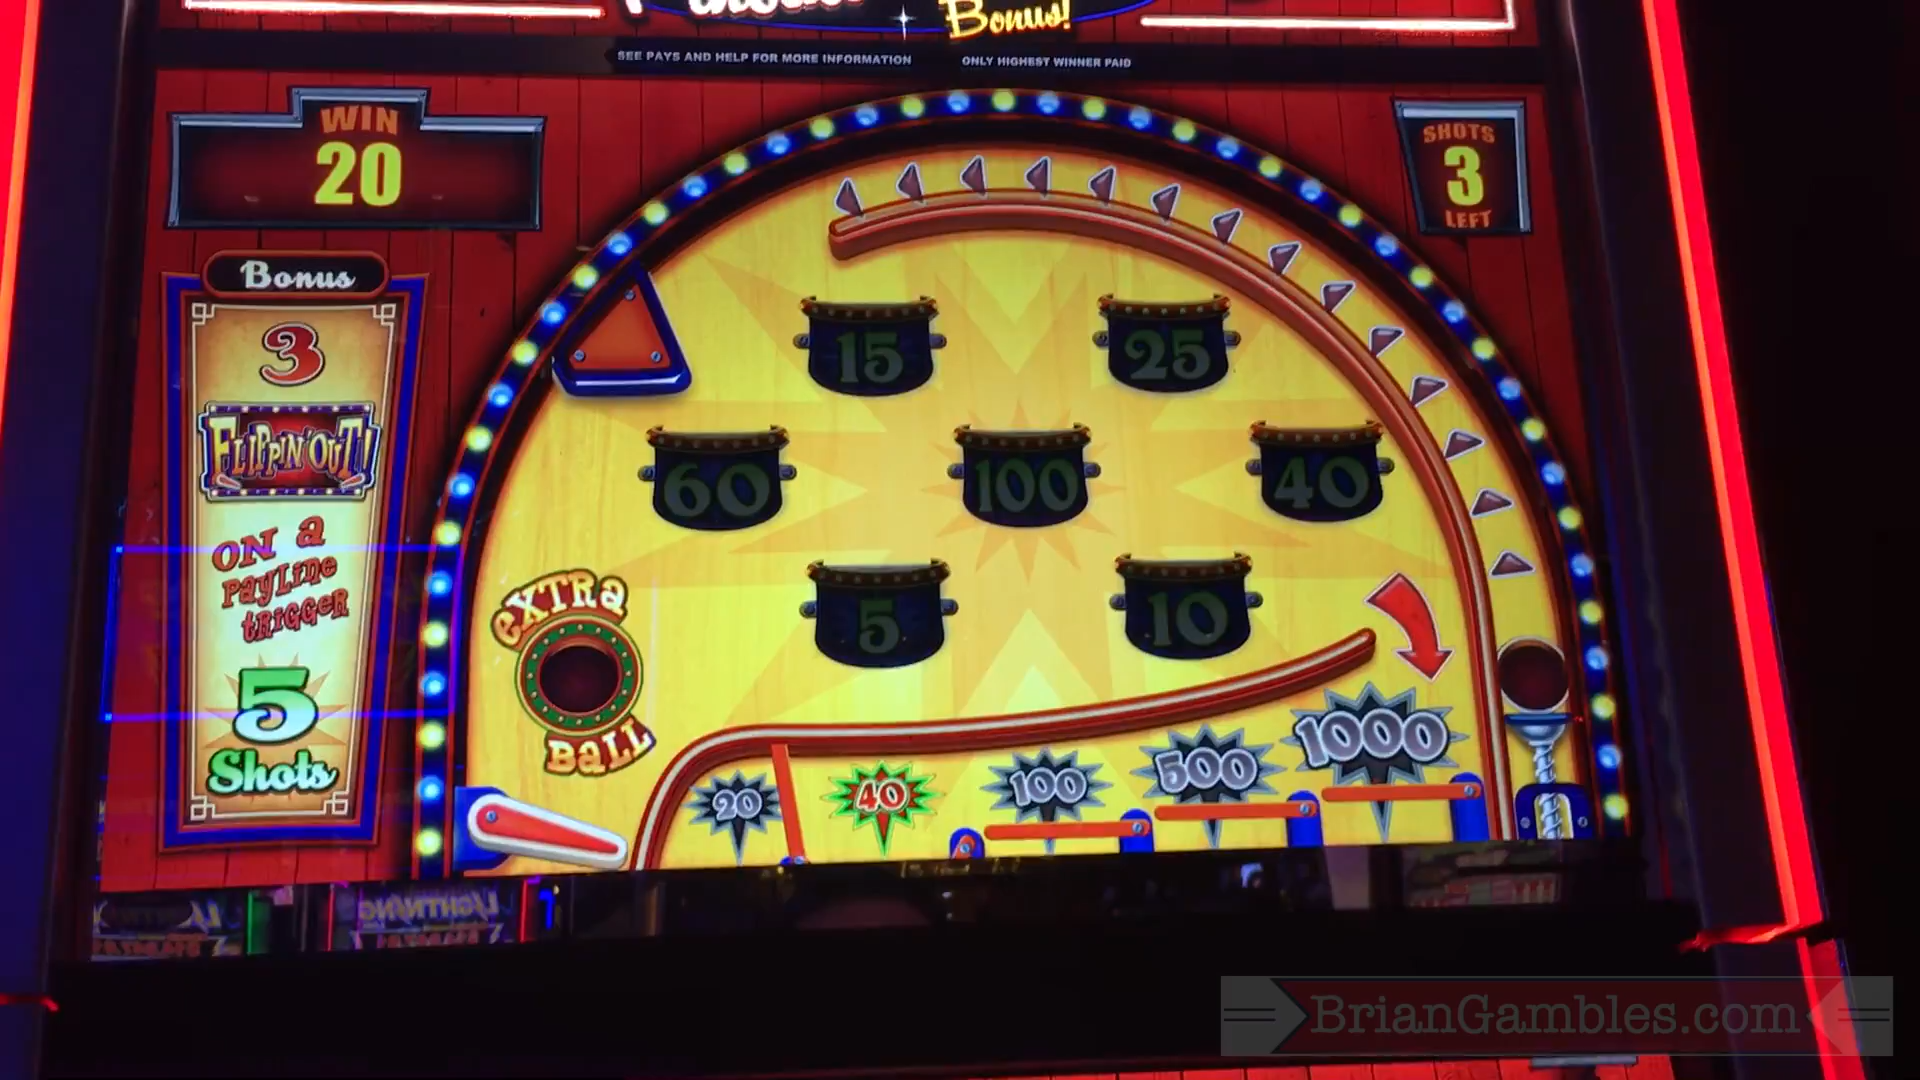 Bonus!
SEE PAYS AND HELP FOR MORE INFORMATION
ONLY HIGHEST WINNER PAID
WIN
20
SHOTS
3
LEFT
Bonus
3
FLIPPIN' OUT!
ON a
PAYLINE
tRIGGER
5
Shots
15
25
60
100
40
5
10
EXTRA
BALL
20
40
100
500
1000
LIGHTNING
BrianGambles.com